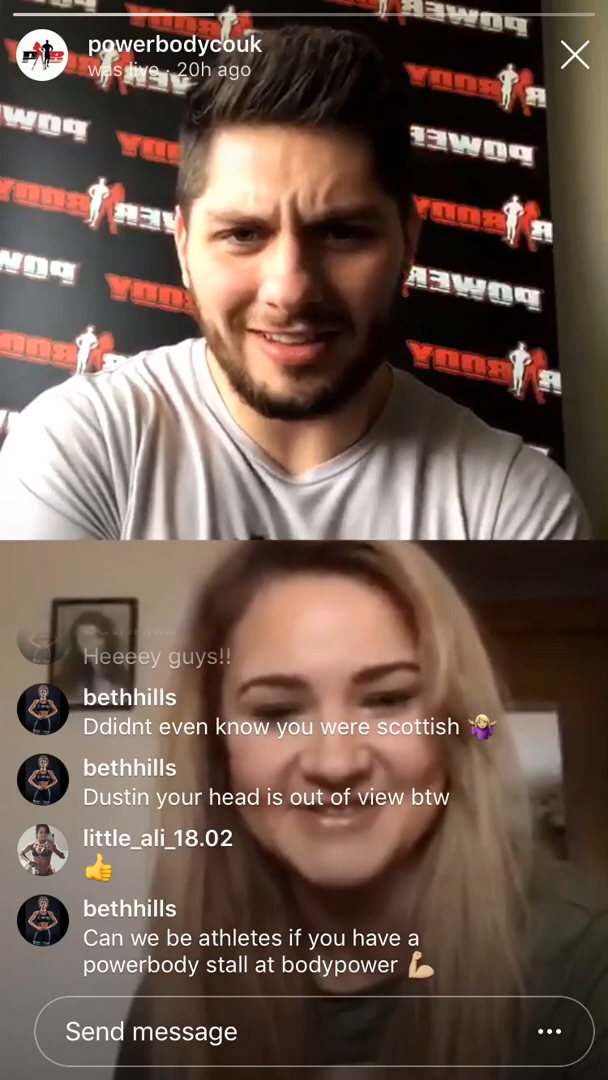 powerbodycouk
was live · 20h ago
POWER
BODY
Heeeey guys!!
bethhills
Ddidnt even know you were scottish 🤷🏼‍♀️
bethhills
Dustin your head is out of view btw
little_ali_18.02
👍
bethhills
Can we be athletes if you have a
powerbody stall at bodypower 💪🏼
Send message